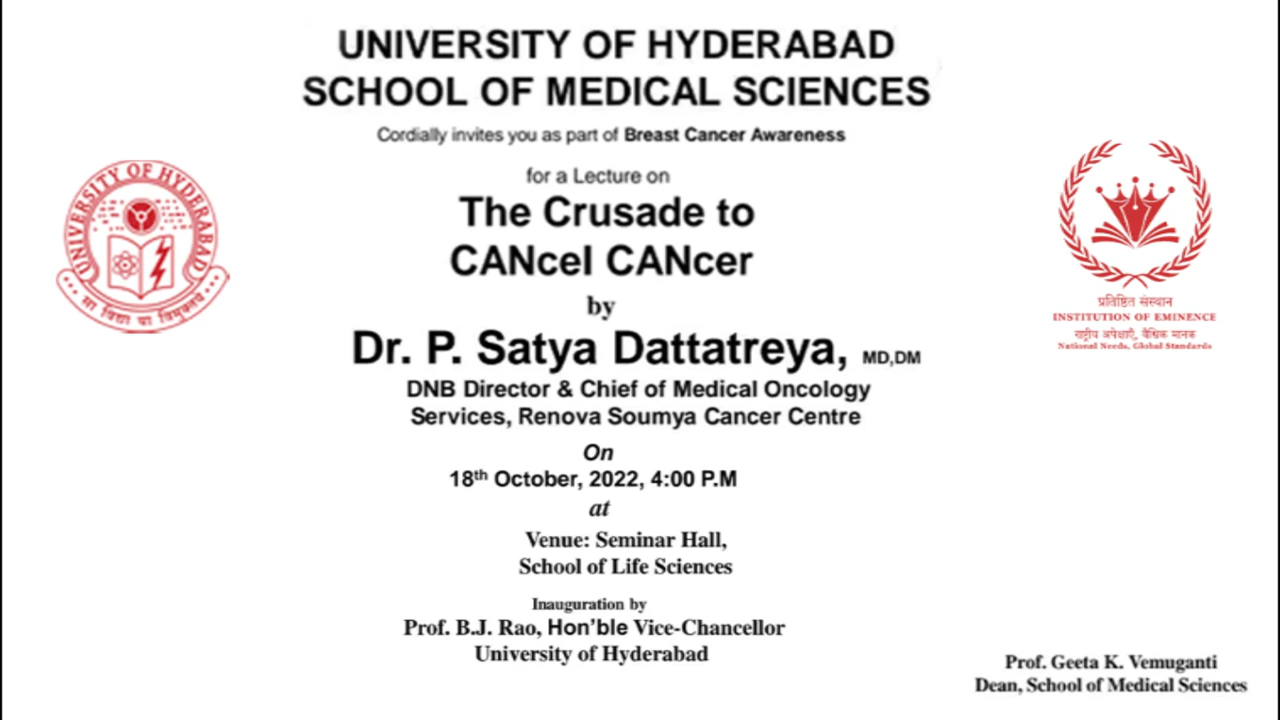 UNIVERSITY OF HYDERABAD
SCHOOL OF MEDICAL SCIENCES
Cordially invites you as part of Breast Cancer Awareness
for a Lecture on
The Crusade to
CANcel CANcer
by
Dr. P. Satya Dattatreya, MD,DM
DNB Director & Chief of Medical Oncology
Services, Renova Soumya Cancer Centre
On
18th October, 2022, 4:00 P.M
at
Venue: Seminar Hall,
School of Life Sciences
Inauguration by
Prof. B.J. Rao, Hon'ble Vice-Chancellor
University of Hyderabad
Prof. Geeta K. Vemuganti
Dean, School of Medical Sciences
UNIVERSITY OF HYDERABAD
सा विद्या या विमुक्तये
प्रतिष्ठित संस्थान
INSTITUTION OF EMINENCE
राष्ट्रीय अपेक्षाएँ, वैश्विक मानक
National Needs, Global Standards